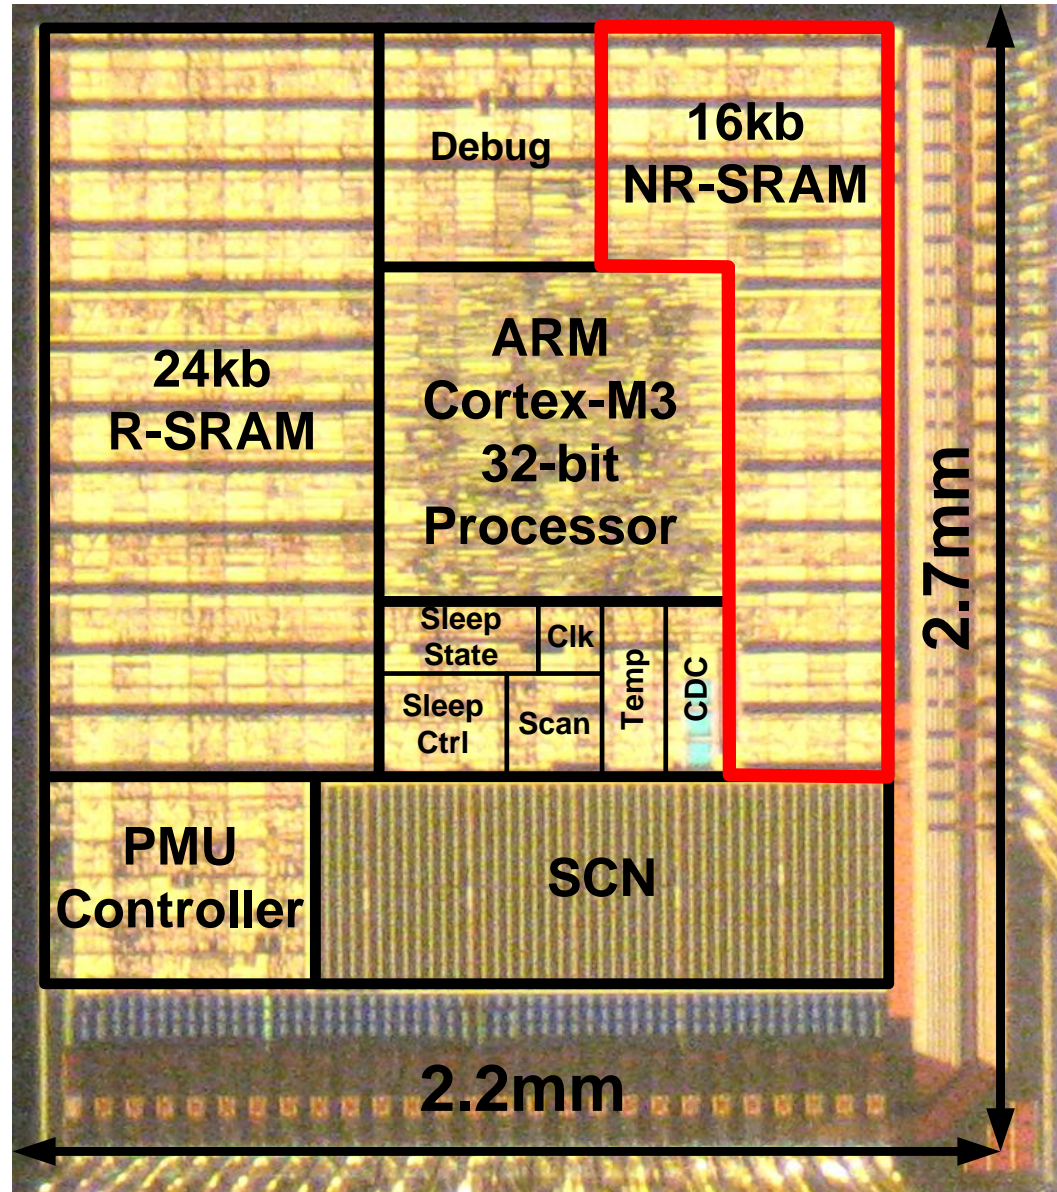 Debug
16kb
NR-SRAM
24kb
R-SRAM
ARM
Cortex-M3
32-bit
Processor
Sleep
State
Clk
Temp
CDC
Sleep
Ctrl
Scan
2.7mm
PMU
Controller
SCN
2.2mm